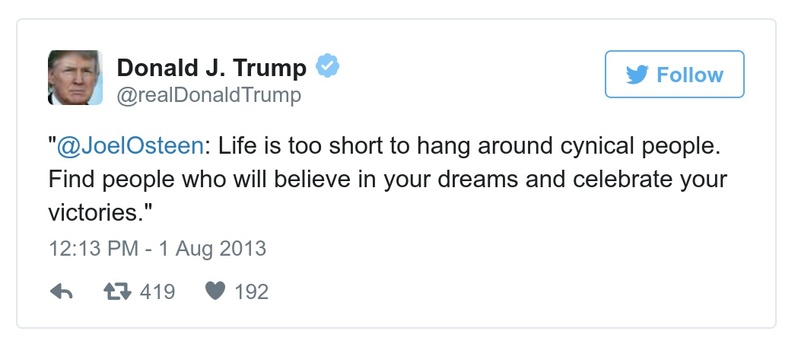 Donald J. Trump
@realDonaldTrump
Follow
"@JoelOsteen: Life is too short to hang around cynical people.
Find people who will believe in your dreams and celebrate your
victories."
12:13 PM - 1 Aug 2013
419 192